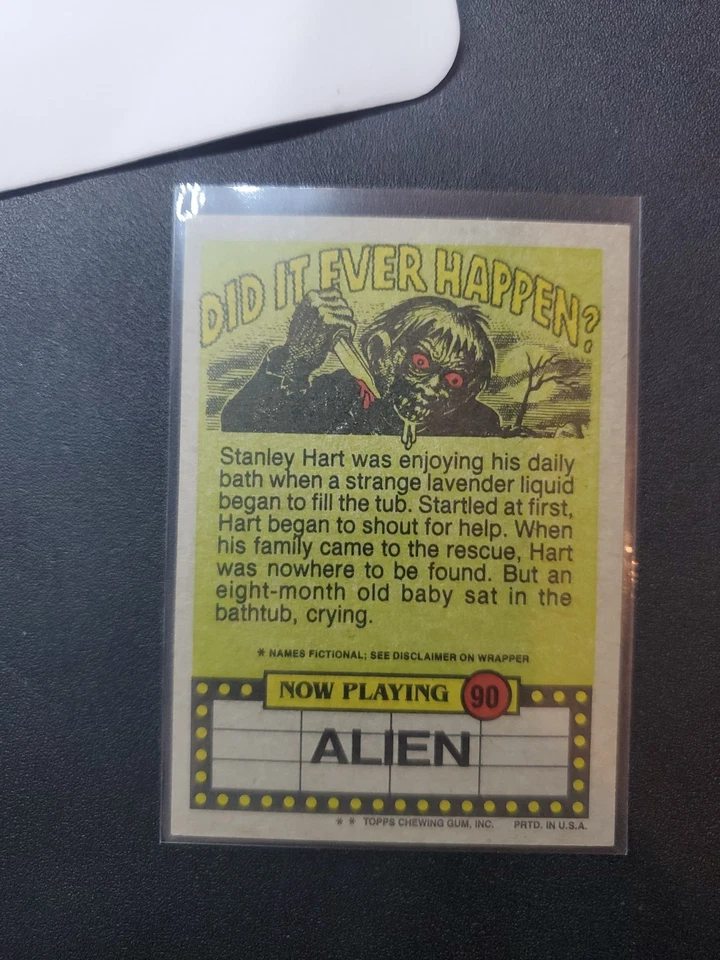 DID IT EVER HAPPEN?
Stanley Hart was enjoying his daily
bath when a strange lavender liquid
began to fill the tub. Startled at first,
Hart began to shout for help. When
his family came to the rescue, Hart
was nowhere to be found. But an
eight-month old baby sat in the
bathtub, crying.
* NAMES FICTIONAL; SEE DISCLAIMER ON WRAPPER
NOW PLAYING 90
ALIEN
* * TOPPS CHEWING GUM, INC. PRTD. IN U.S.A.